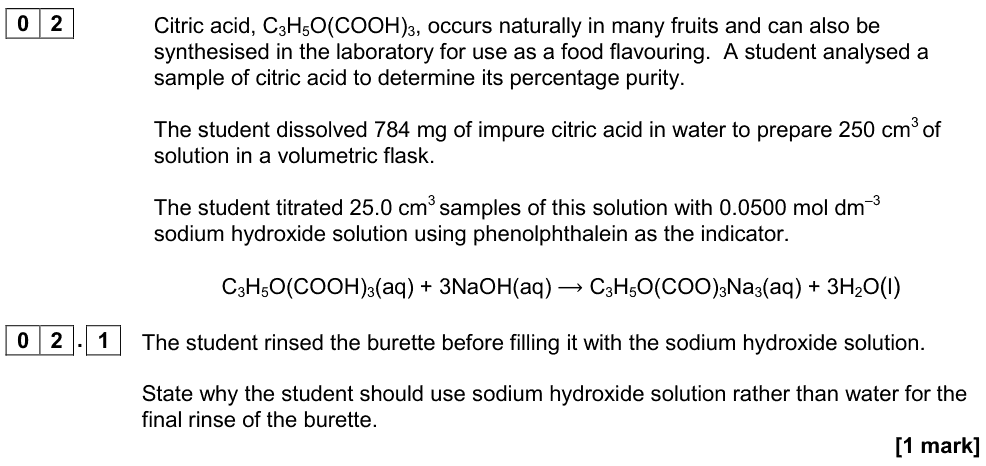 0 2 Citric acid, C₃H₅O(COOH)₃, occurs naturally in many fruits and can also be
synthesised in the laboratory for use as a food flavouring. A student analysed a
sample of citric acid to determine its percentage purity.
The student dissolved 784 mg of impure citric acid in water to prepare 250 cm³ of
solution in a volumetric flask.
The student titrated 25.0 cm³ samples of this solution with 0.0500 mol dm⁻³
sodium hydroxide solution using phenolphthalein as the indicator.
C₃H₅O(COOH)₃(aq) + 3NaOH(aq) ⟶ C₃H₅O(COO)₃Na₃(aq) + 3H₂O(l)
0 2 . 1 The student rinsed the burette before filling it with the sodium hydroxide solution.
State why the student should use sodium hydroxide solution rather than water for the
final rinse of the burette.
[1 mark]